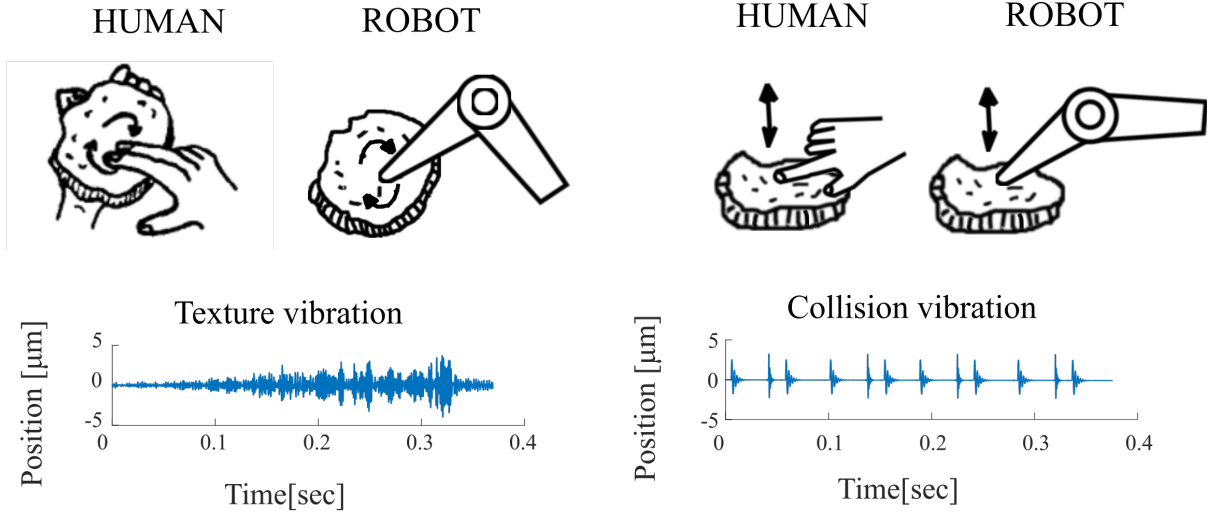 HUMAN
ROBOT
HUMAN
ROBOT
Texture vibration
Position [μm]
5
0
-5
0
0.1
0.2
0.3
0.4
Time[sec]
Collision vibration
Position [μm]
5
0
-5
0
0.1
0.2
0.3
0.4
Time[sec]